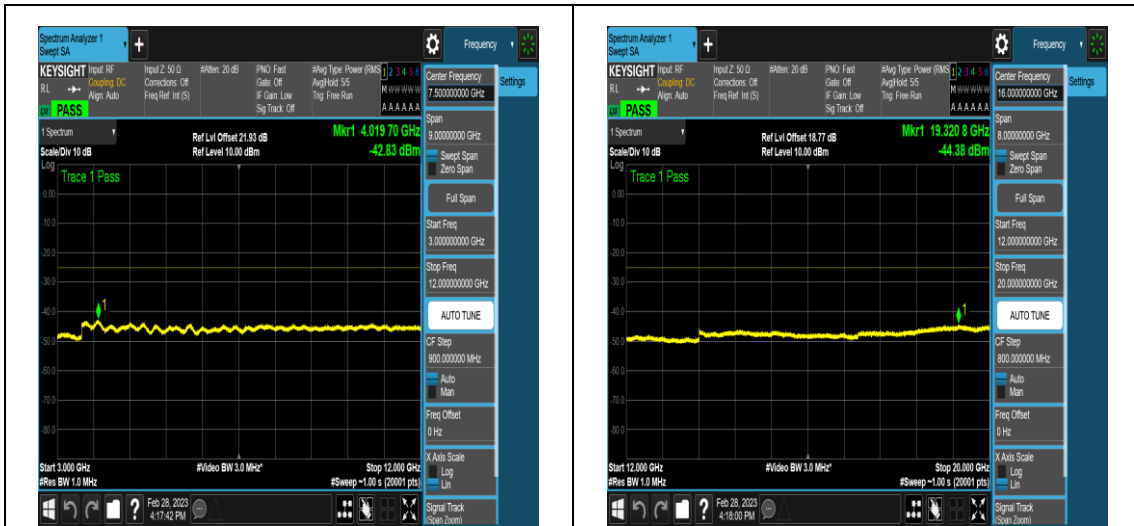 Spectrum Analyzer 1
Swept SA
+
Frequency
KEYSIGHT
RL
PASS
Input: RF
Coupling: DC
Align: Auto
Input Z: 50 Ω
Corrections: Off
Freq Ref: Int (S)
#Atten: 20 dB
PNO: Fast
Gate: Off
IF Gain: Low
Sig Track: Off
#Avg Type: Power (RMS
Avg|Hold: 5/5
Trig: Free Run
1 2 3 4 5 6
M W W W W W
A A A A A A
1 Spectrum
Scale/Div 10 dB
Log
Ref Lvl Offset 21.93 dB
Ref Level 10.00 dBm
Mkr1 4.019 70 GHz
-42.83 dBm
Trace 1 Pass
0.00
-10.0
-20.0
-30.0
-40.0
-50.0
-60.0
-70.0
-80.0
1
Start 3.000 GHz
#Res BW 1.0 MHz
#Video BW 3.0 MHz*
Stop 12.000 GHz
#Sweep ~1.00 s (20001 pts)
Center Frequency
7.500000000 GHz
Settings
Span
9.00000000 GHz
Swept Span
Zero Span
Full Span
Start Freq
3.000000000 GHz
Stop Freq
12.000000000 GHz
AUTO TUNE
CF Step
900.000000 MHz
Auto
Man
Freq Offset
0 Hz
X Axis Scale
Log
Lin
Signal Track
(Span Zoom)
?
Feb 28, 2023
4:17:42 PM
Spectrum Analyzer 1
Swept SA
+
Frequency
KEYSIGHT
RL
PASS
Input: RF
Coupling: DC
Align: Auto
Input Z: 50 Ω
Corrections: Off
Freq Ref: Int (S)
#Atten: 20 dB
PNO: Fast
Gate: Off
IF Gain: Low
Sig Track: Off
#Avg Type: Power (RMS
Avg|Hold: 5/5
Trig: Free Run
1 2 3 4 5 6
M W W W W W
A A A A A A
1 Spectrum
Scale/Div 10 dB
Log
Ref Lvl Offset 18.77 dB
Ref Level 10.00 dBm
Mkr1 19.320 8 GHz
-44.38 dBm
Trace 1 Pass
0.00
-10.0
-20.0
-30.0
-40.0
-50.0
-60.0
-70.0
-80.0
1
Start 12.000 GHz
#Res BW 1.0 MHz
#Video BW 3.0 MHz*
Stop 20.000 GHz
#Sweep ~1.00 s (20001 pts)
Center Frequency
16.000000000 GHz
Settings
Span
8.00000000 GHz
Swept Span
Zero Span
Full Span
Start Freq
12.000000000 GHz
Stop Freq
20.000000000 GHz
AUTO TUNE
CF Step
800.000000 MHz
Auto
Man
Freq Offset
0 Hz
X Axis Scale
Log
Lin
Signal Track
(Span Zoom)
?
Feb 28, 2023
4:18:00 PM